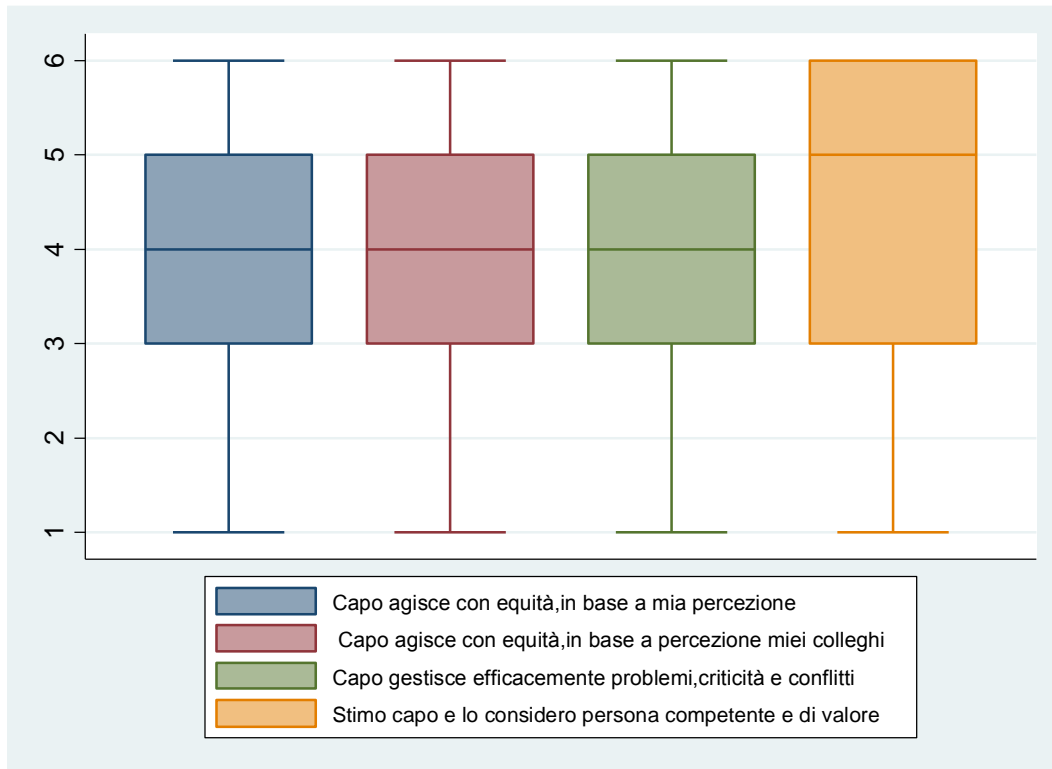 6
5
4
3
2
1
Capo agisce con equità,in base a mia percezione
Capo agisce con equità,in base a percezione miei colleghi
Capo gestisce efficacemente problemi,criticità e conflitti
Stimo capo e lo considero persona competente e di valore